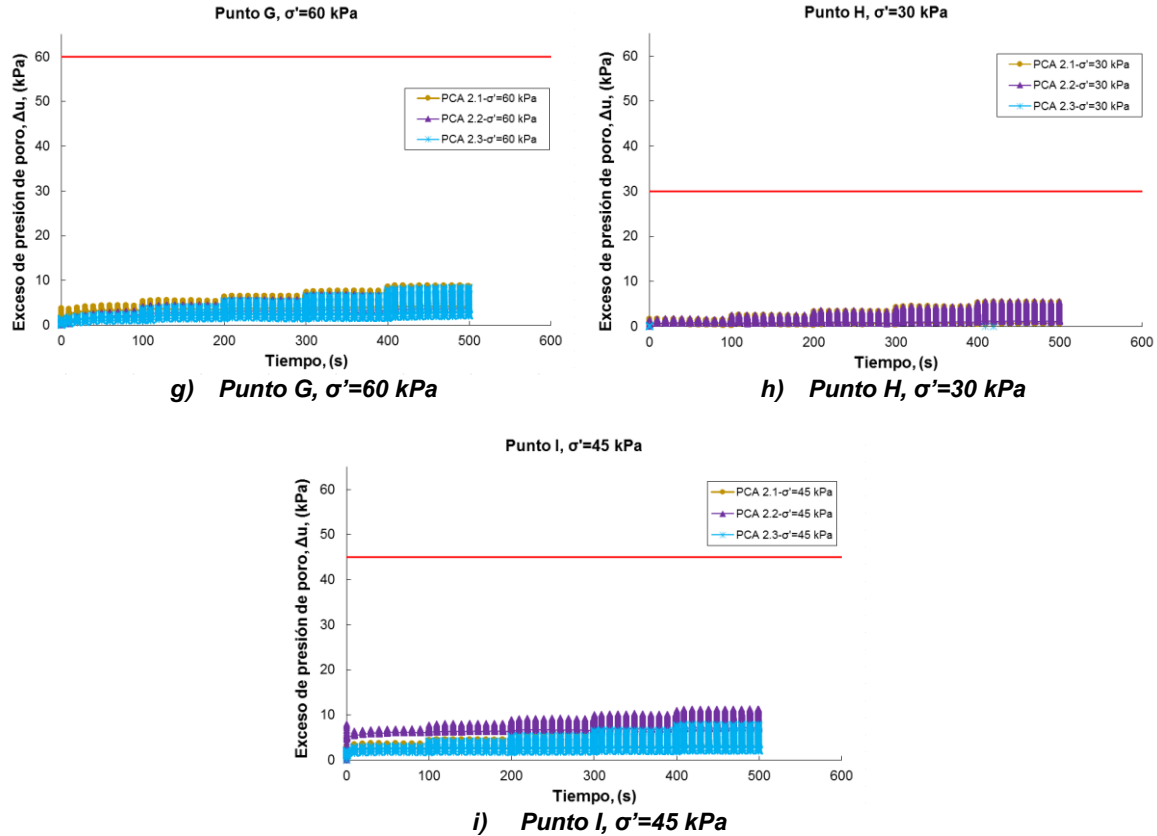 Punto G, σ'=60 kPa
Exceso de presión de poro, Δu, (kPa)
60
50
40
30
20
10
0
PCA 2.1-σ'=60 kPa
PCA 2.2-σ'=60 kPa
PCA 2.3-σ'=60 kPa
0 100 200 300 400 500 600
Tiempo, (s)
g) Punto G, σ'=60 kPa
Punto H, σ'=30 kPa
Exceso de presión de poro, Δu, (kPa)
60
50
40
30
20
10
0
PCA 2.1-σ'=30 kPa
PCA 2.2-σ'=30 kPa
PCA 2.3-σ'=30 kPa
0 100 200 300 400 500 600
Tiempo, (s)
h) Punto H, σ'=30 kPa
Punto I, σ'=45 kPa
Exceso de presión de poro, Δu, (kPa)
60
50
40
30
20
10
0
PCA 2.1-σ'=45 kPa
PCA 2.2-σ'=45 kPa
PCA 2.3-σ'=45 kPa
0 100 200 300 400 500 600
Tiempo, (s)
i) Punto I, σ'=45 kPa